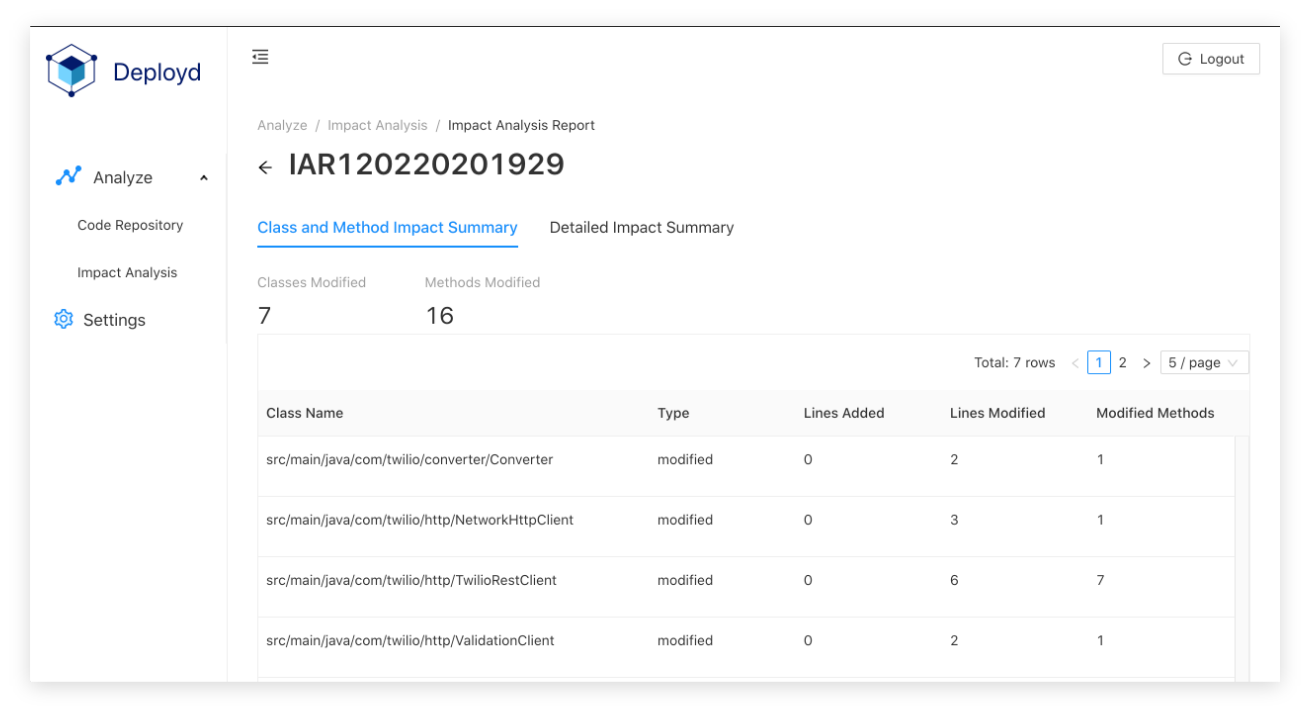 Deployd
Logout
Analyze / Impact Analysis / Impact Analysis Report
IAR120220201929
Analyze
Code Repository
Impact Analysis
Settings
Class and Method Impact Summary Detailed Impact Summary
Classes Modified Methods Modified
7 16
Total: 7 rows < 1 2 > 5 / page
Class Name Type Lines Added Lines Modified Modified Methods
src/main/java/com/twilio/converter/Converter modified 0 2 1
src/main/java/com/twilio/http/NetworkHttpClient modified 0 3 1
src/main/java/com/twilio/http/TwilioRestClient modified 0 6 7
src/main/java/com/twilio/http/ValidationClient modified 0 2 1